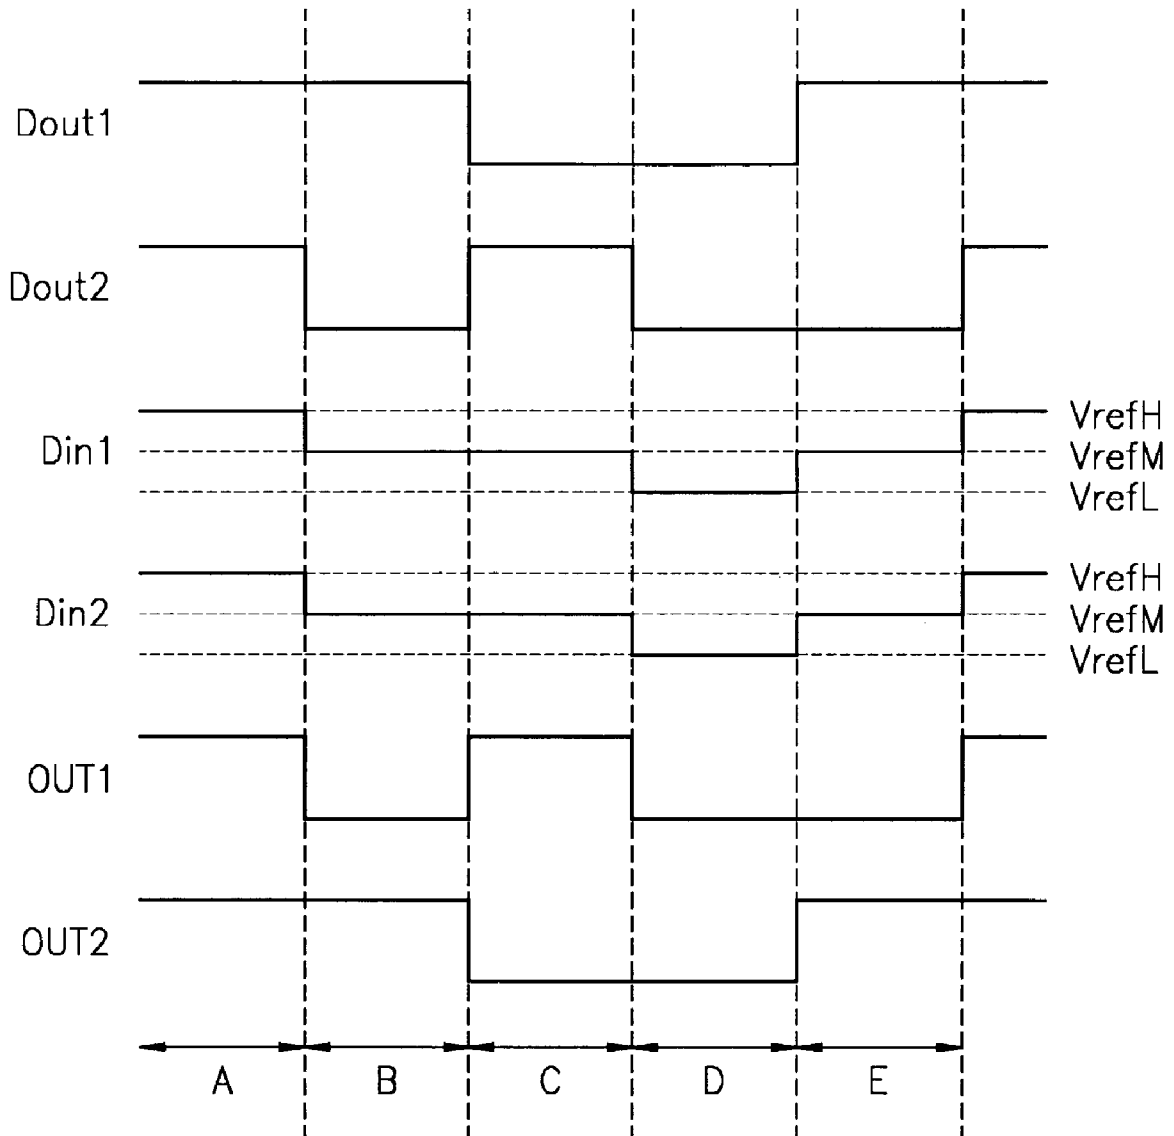 Dout1
Dout2
Din1
VrefH
VrefM
VrefL
Din2
VrefH
VrefM
VrefL
OUT1
OUT2
A B C D E